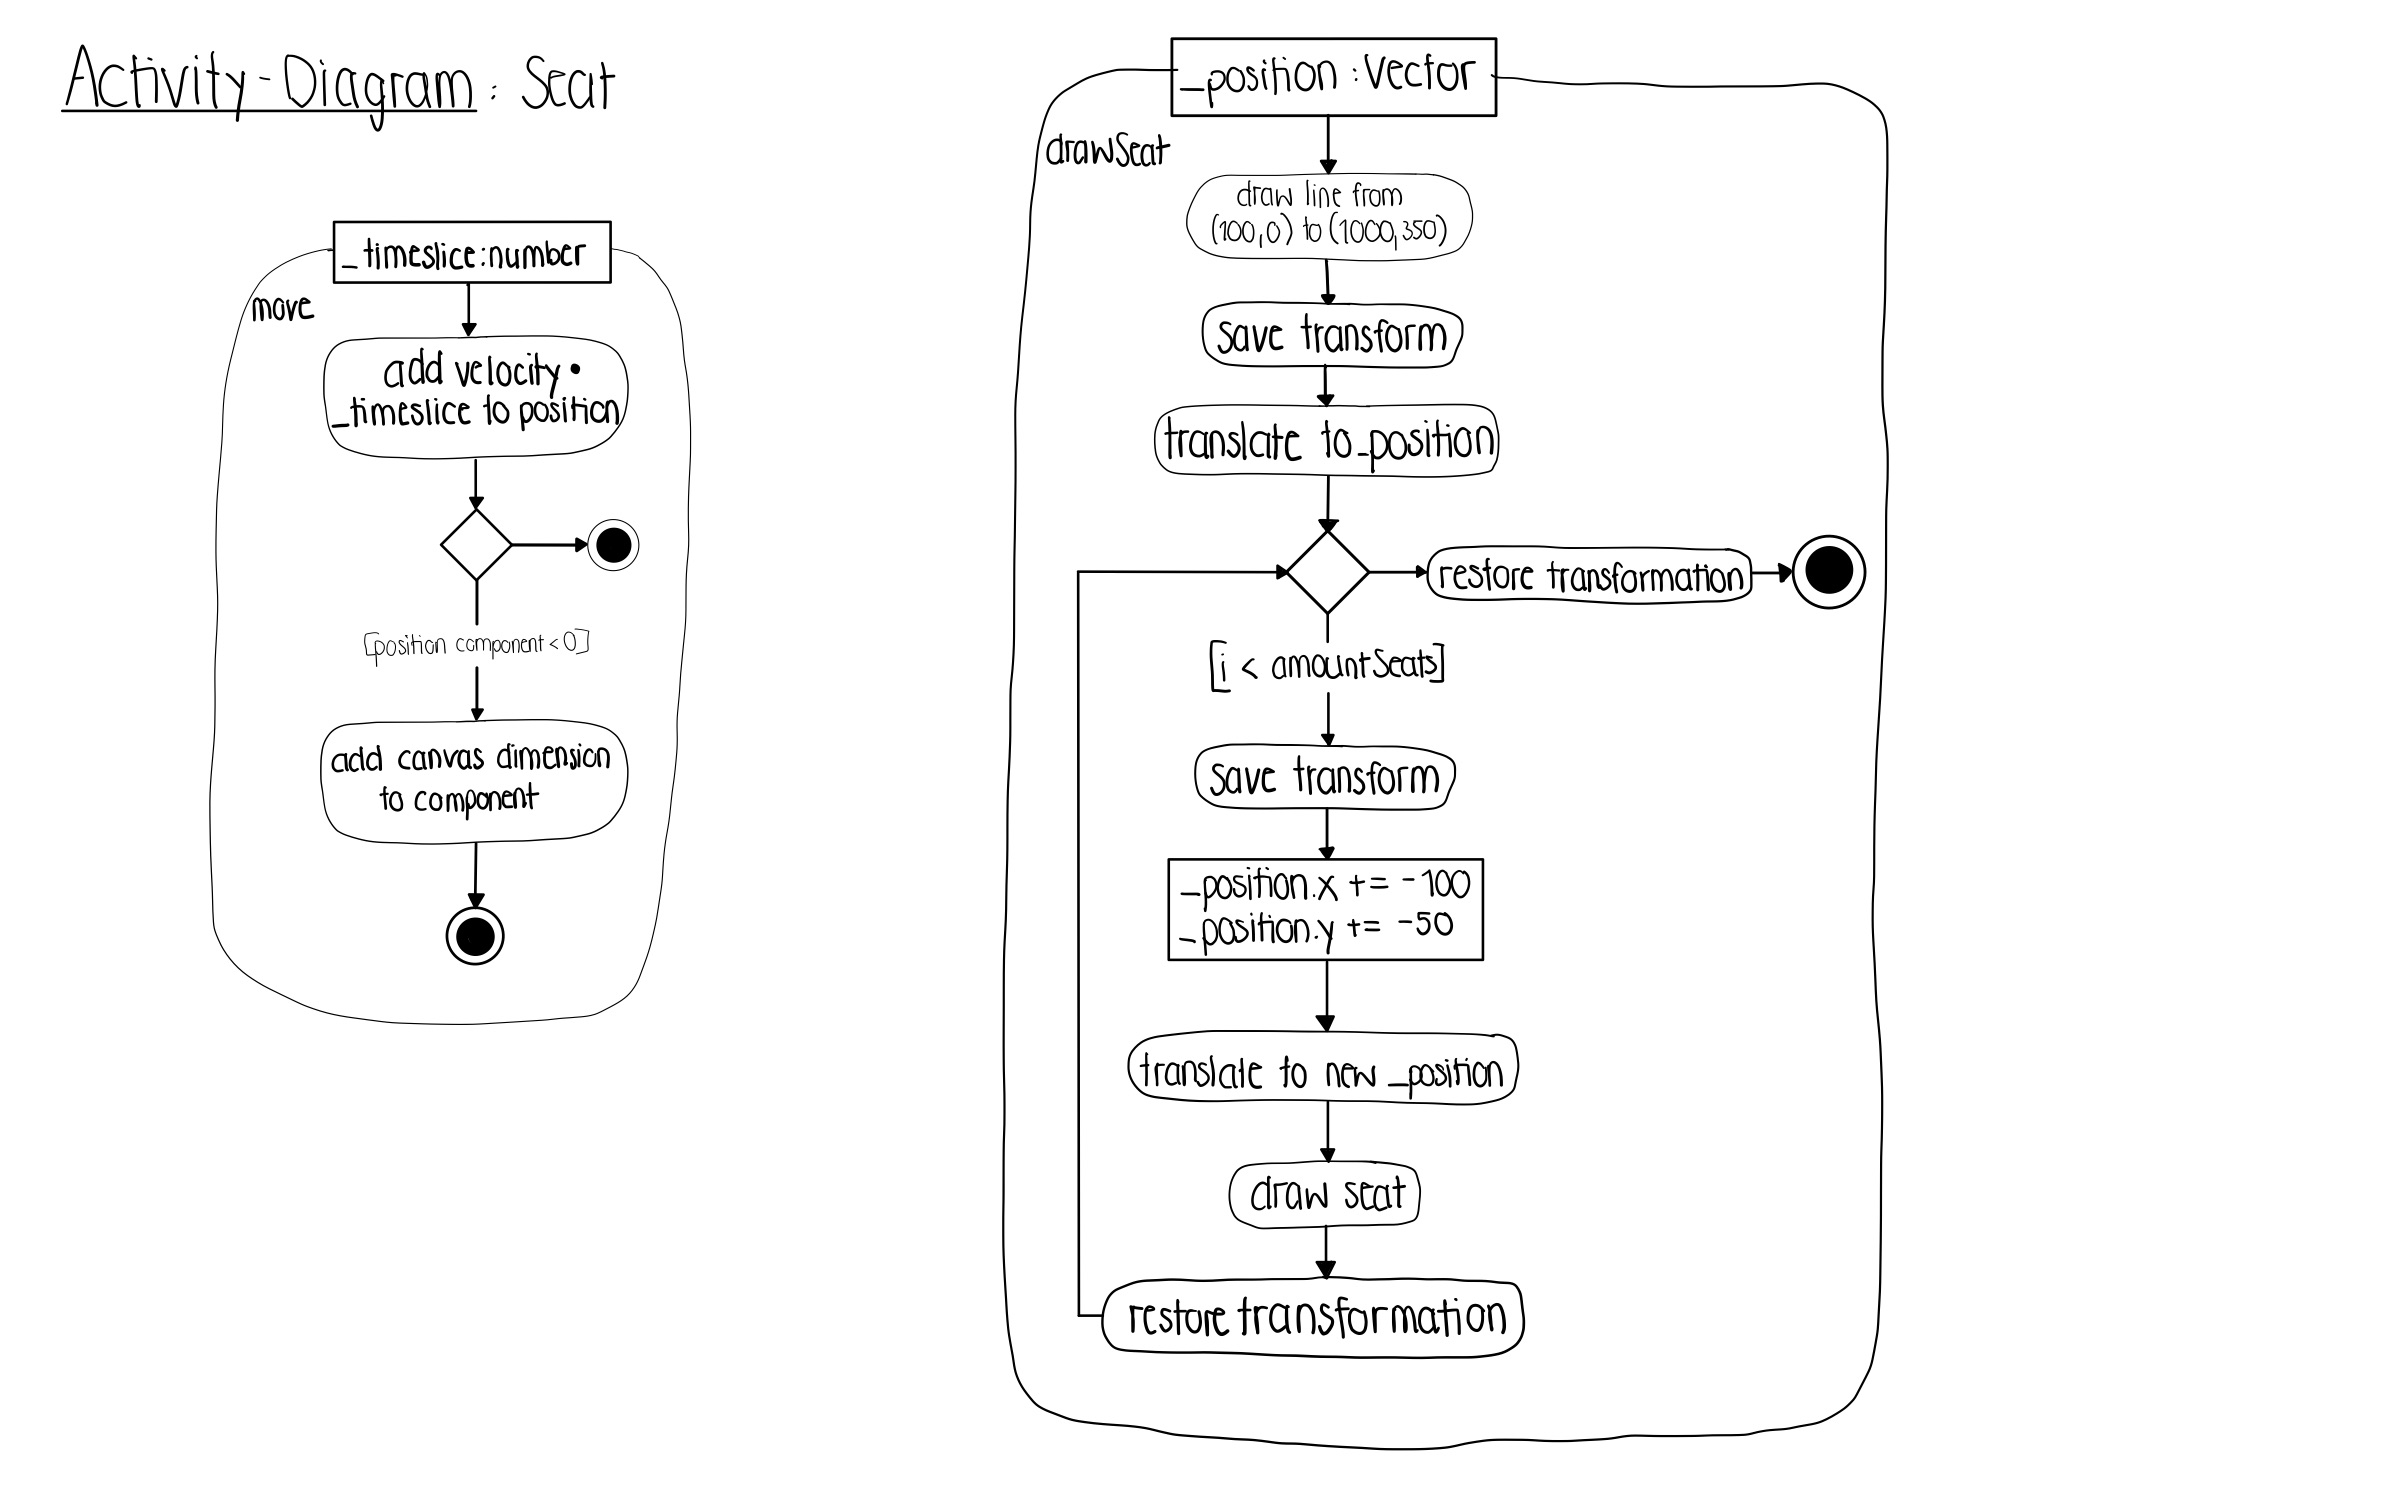 Activity-Diagram: Seat
_timeslice:number
move
add velocity •
_timeslice to position
[position component < 0]
add canvas dimension
to component
_position : Vector
drawSeat
draw line from
(100,0) to (1000,350)
save transform
translate to _position
restore transformation
[i < amountSeats]
save transform
_position.x += -100
_position.y += -50
translate to new _position
draw seat
restore transformation